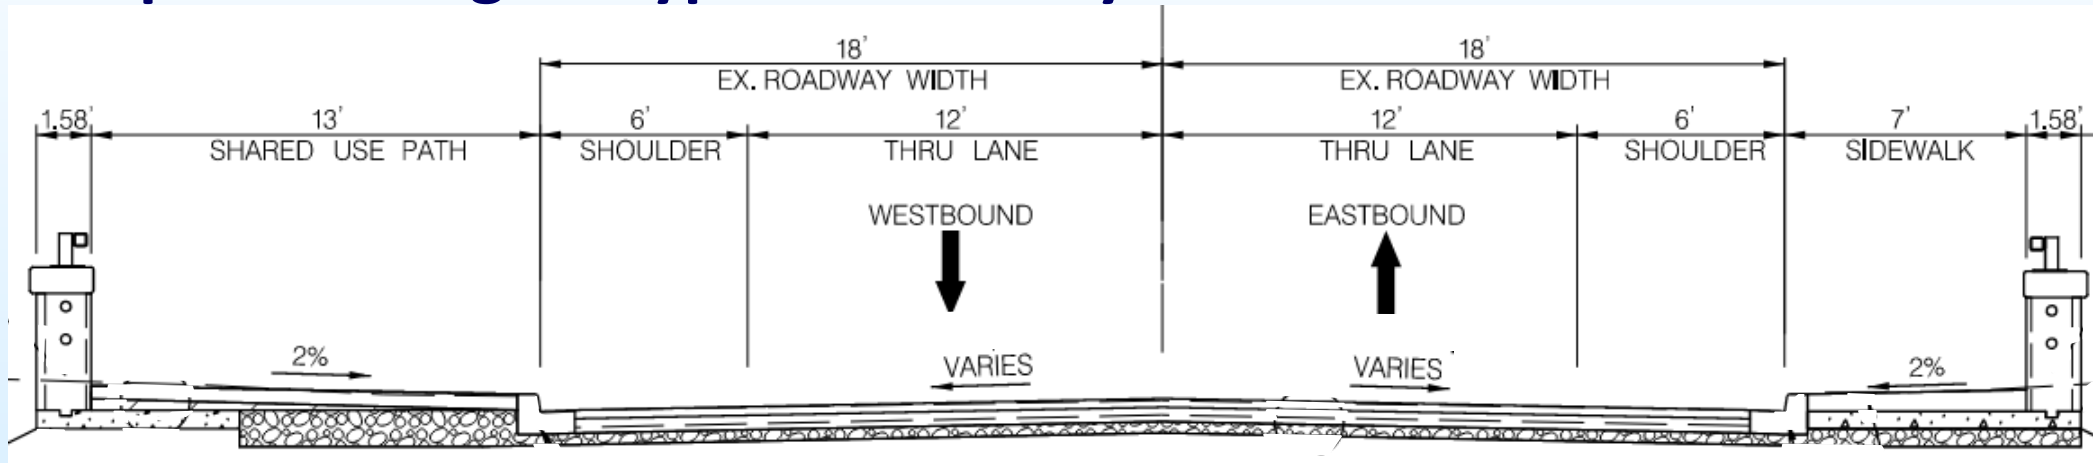 18' 18'
EX. ROADWAY WIDTH EX. ROADWAY WIDTH
1.58' 13' 6' 12' 12' 6' 7' 1.58'
SHARED USE PATH SHOULDER THRU LANE THRU LANE SHOULDER SIDEWALK
WESTBOUND EASTBOUND
2% VARIES VARIES 2%